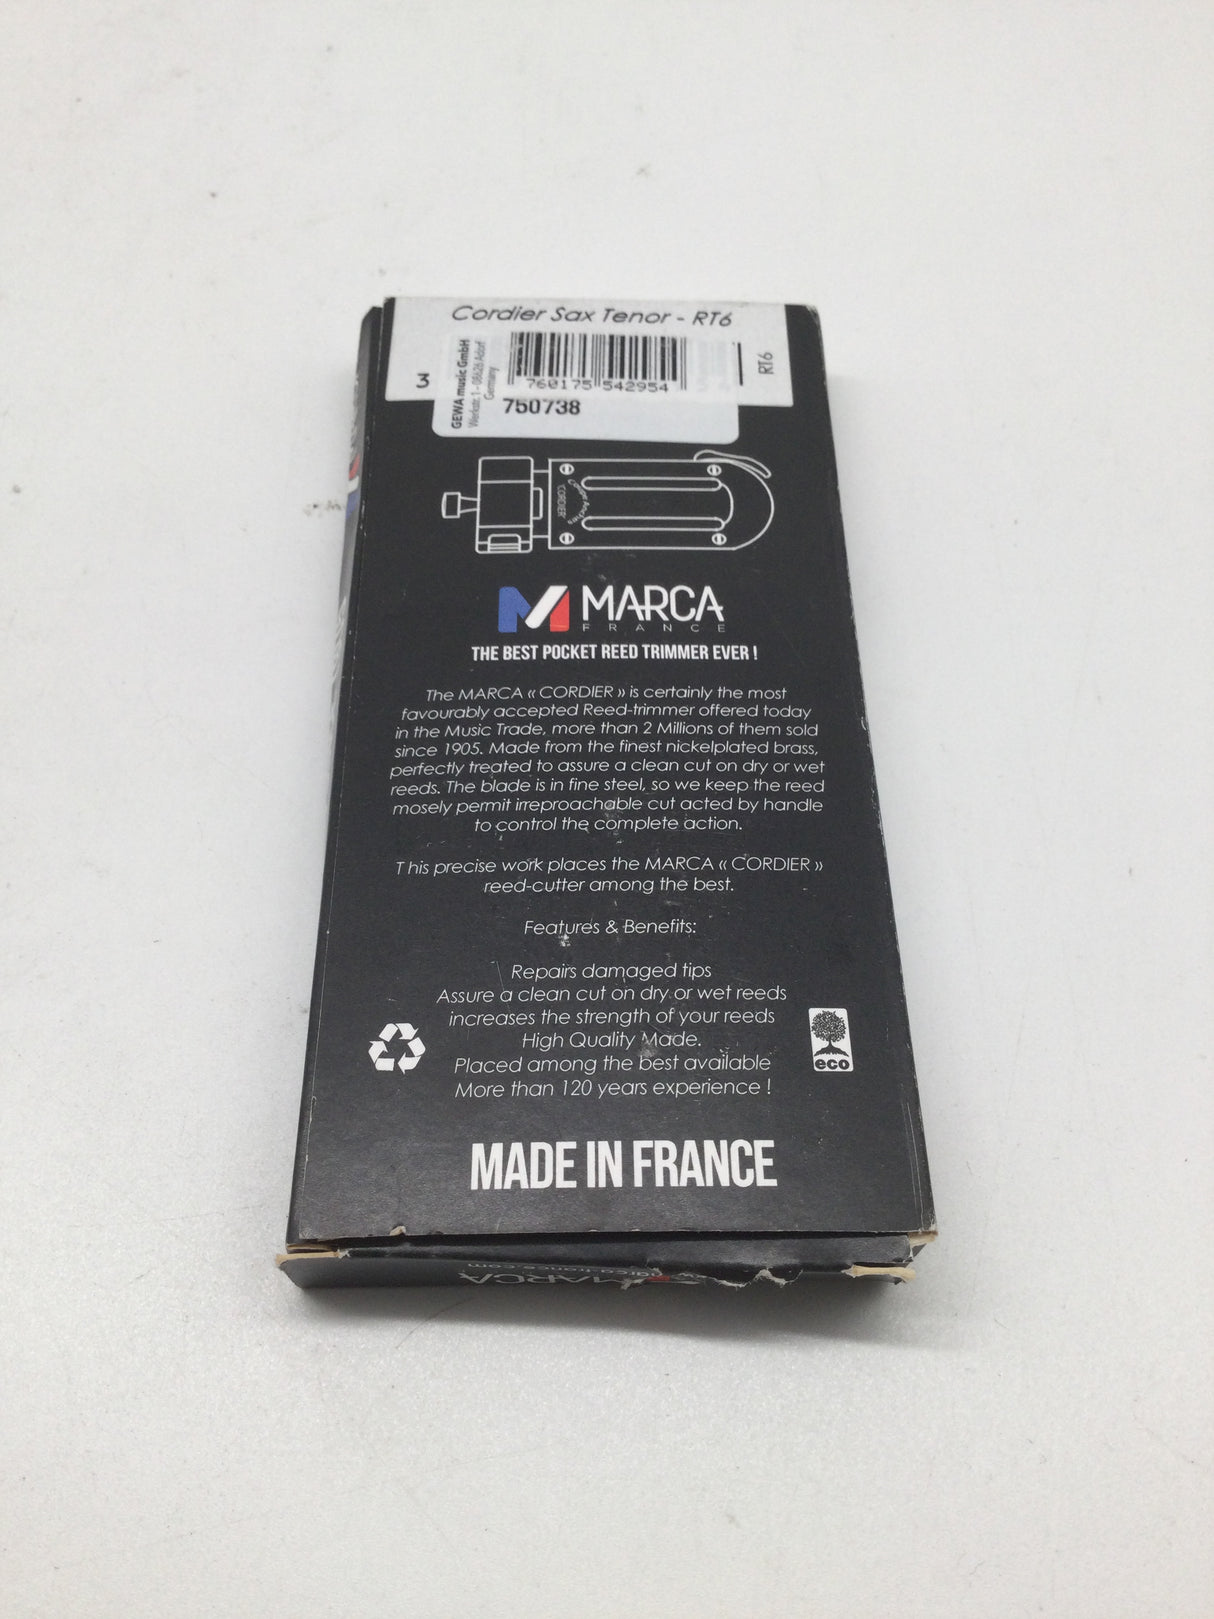 Cordier Sax Tenor - RT6
3
GEWA music GmbH
Werkstr. 1 - 08626 Adorf
Germany
760175 542954
750738
RT6
CORDIER
MARCA
FRANCE
THE BEST POCKET REED TRIMMER EVER !
The MARCA « CORDIER » is certainly the most
favourably accepted Reed-trimmer offered today
in the Music Trade, more than 2 Millions of them sold
since 1905. Made from the finest nickelplated brass,
perfectly treated to assure a clean cut on dry or wet
reeds. The blade is in fine steel, so we keep the reed
mosely permit irreproachable cut acted by handle
to control the complete action.
T his precise work places the MARCA « CORDIER »
reed-cutter among the best.
Features & Benefits:
Repairs damaged tips
Assure a clean cut on dry or wet reeds
increases the strength of your reeds
High Quality Made.
Placed among the best available
More than 120 years experience !
eco
MADE IN FRANCE
MARCA